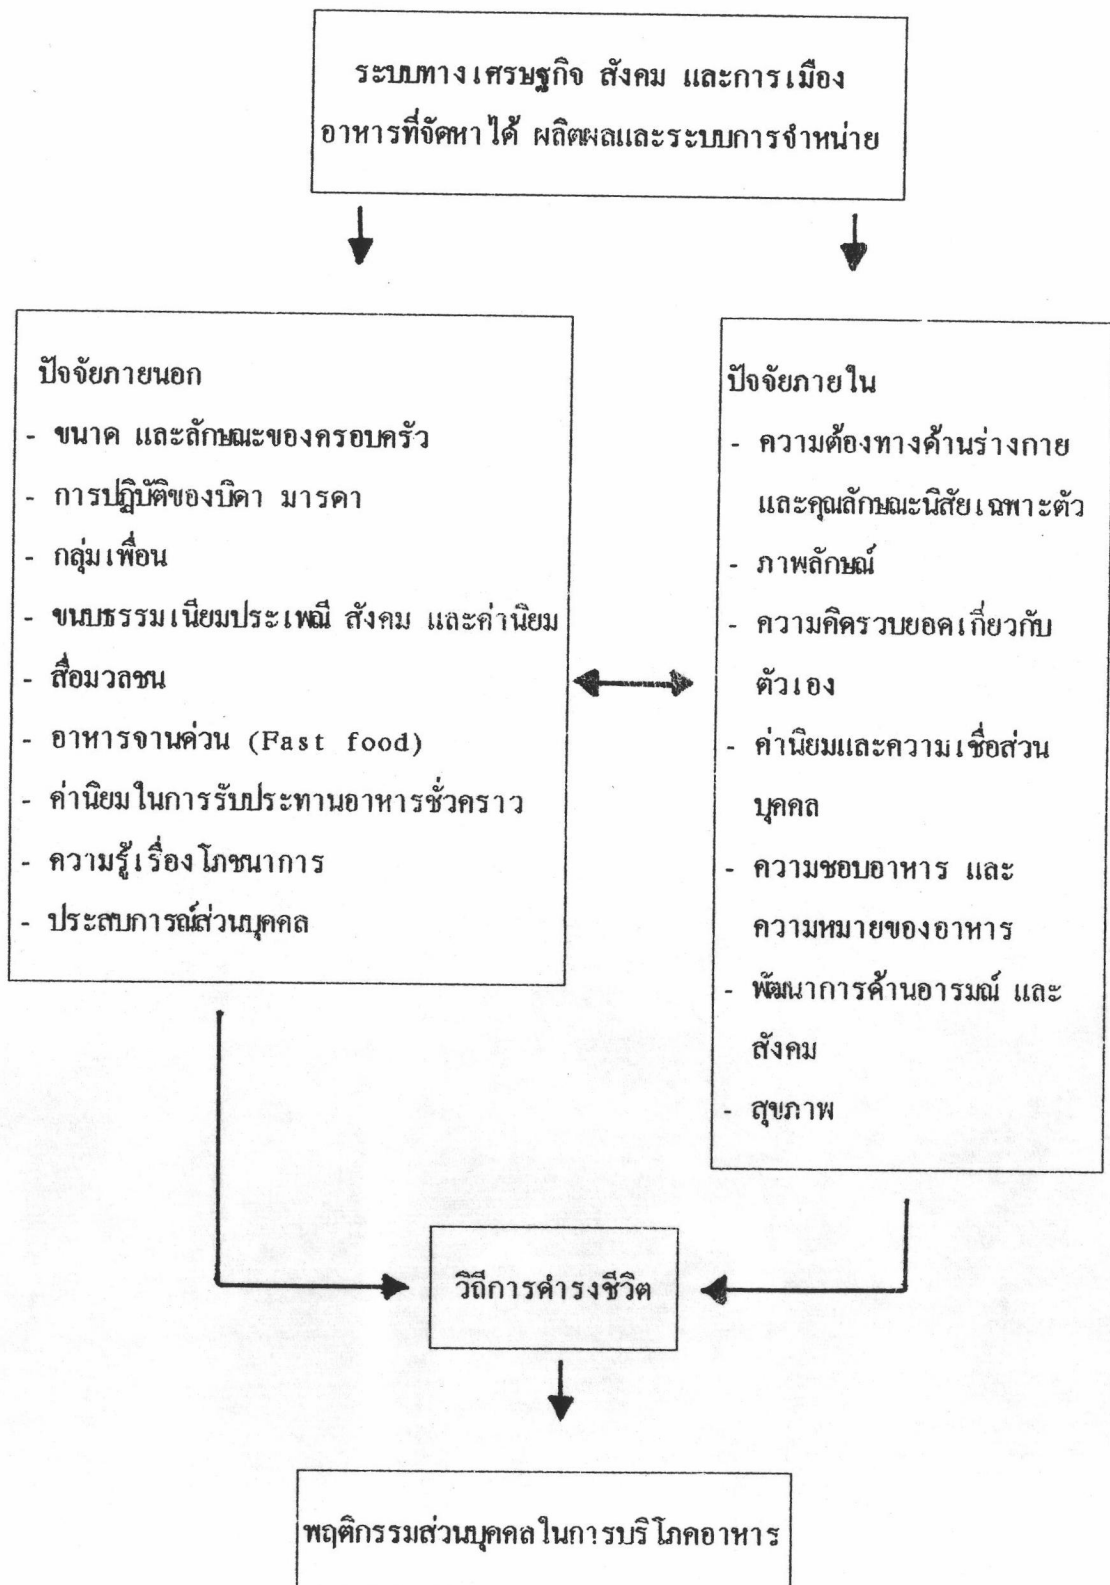 ระบบทางเศรษฐกิจ สังคม และการเมือง
อาหารที่จัดหาได้ ผลิตผลและระบบการจำหน่าย
ปัจจัยภายนอก
- ขนาด และลักษณะของครอบครัว
- การปฏิบัติของบิดา มารดา
- กลุ่มเพื่อน
- ขนบธรรมเนียมประเพณี สังคม และค่านิยม
- สื่อมวลชน
- อาหารจานด่วน (Fast food)
- ค่านิยมในการรับประทานอาหารชั่วคราว
- ความรู้เรื่องโภชนาการ
- ประสบการณ์ส่วนบุคคล
ปัจจัยภายใน
- ความต้องทางด้านร่างกาย
และคุณลักษณะนิสัยเฉพาะตัว
- ภาพลักษณ์
- ความคิดรวบยอดเกี่ยวกับ
ตัวเอง
- ค่านิยมและความเชื่อส่วน
บุคคล
- ความชอบอาหาร และ
ความหมายของอาหาร
- พัฒนาการด้านอารมณ์ และ
สังคม
- สุขภาพ
วิถีการดำรงชีวิต
พฤติกรรมส่วนบุคคลในการบริโภคอาหาร